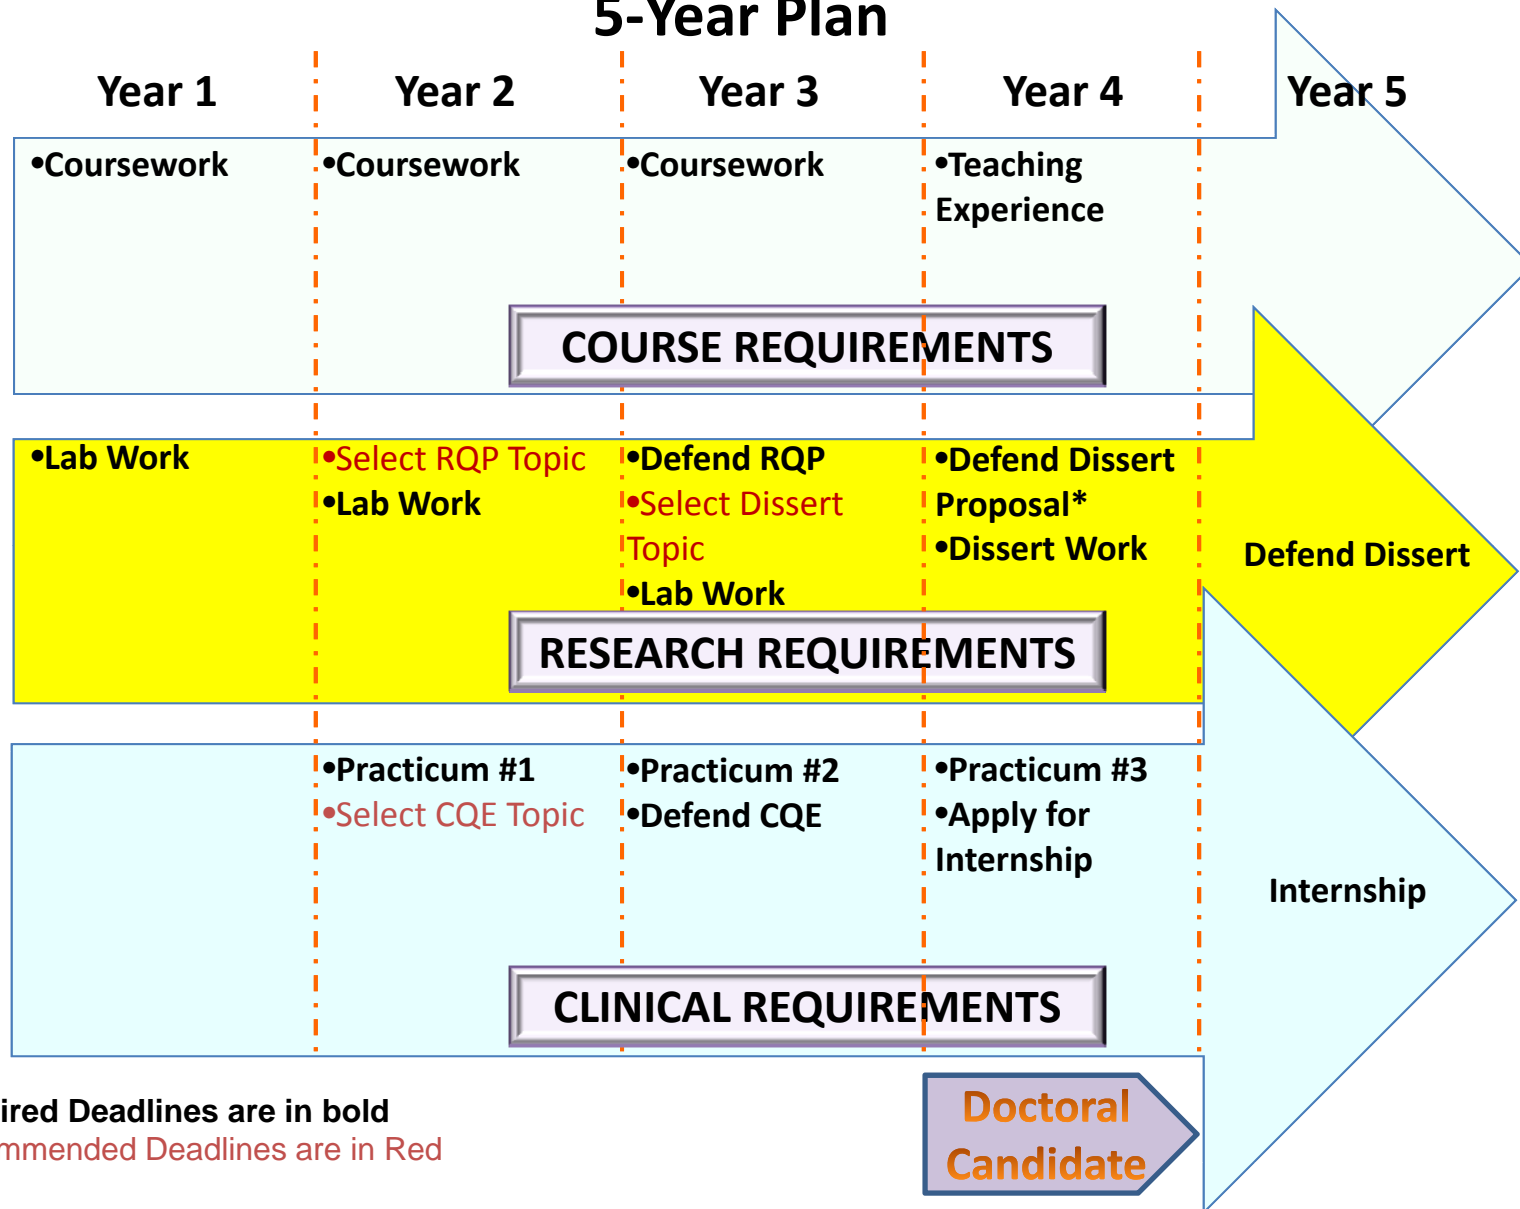 5-Year Plan
Year 1 Year 2 Year 3 Year 4 Year 5
•Coursework
•Coursework
•Coursework
•Teaching
Experience
COURSE REQUIREMENTS
•Lab Work
•Select RQP Topic
•Lab Work
•Defend RQP
•Select Dissert
Topic
•Lab Work
•Defend Dissert
Proposal*
•Dissert Work
Defend Dissert
RESEARCH REQUIREMENTS
•Practicum #1
•Select CQE Topic
•Practicum #2
•Defend CQE
•Practicum #3
•Apply for
Internship
Internship
CLINICAL REQUIREMENTS
ired Deadlines are in bold
mmended Deadlines are in Red
Doctoral
Candidate